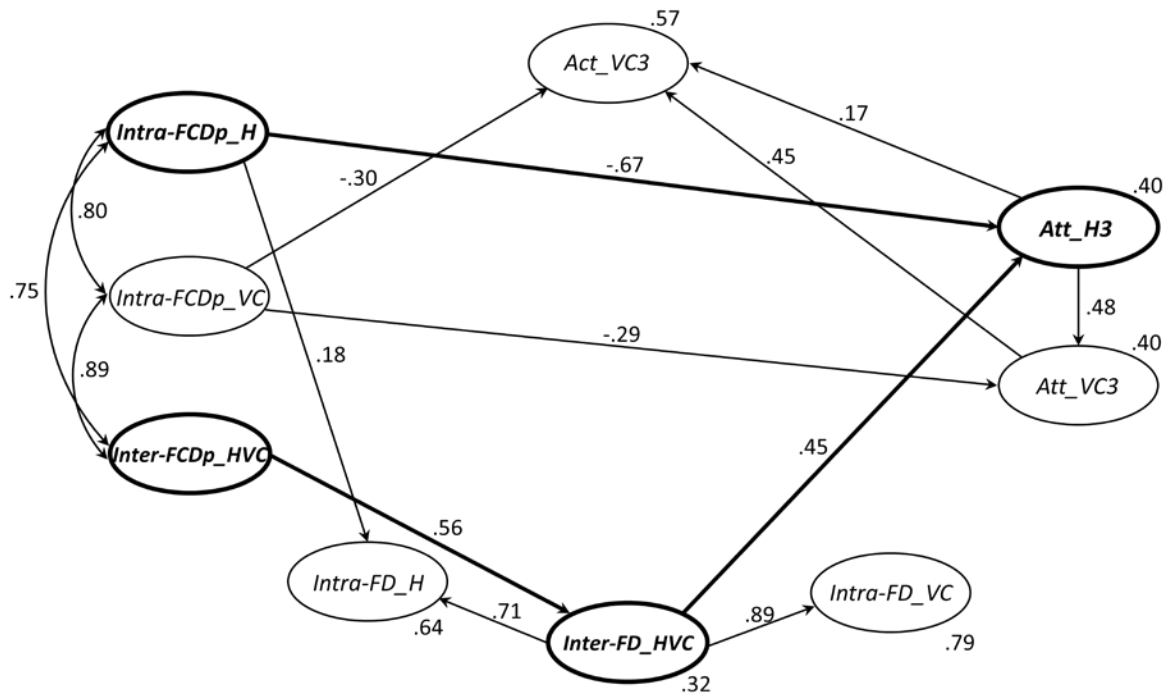 .57
Act_VC3
Intra-FCDp_H
.17
.45
-.67
-.30
.40
.80
Att_H3
.75
Intra-FCDp_VC
.48
-.29
.40
.18
.89
Att_VC3
.45
Inter-FCDp_HVC
.56
Intra-FD_H
Intra-FD_VC
.71
.89
.64
Inter-FD_HVC
.79
.32